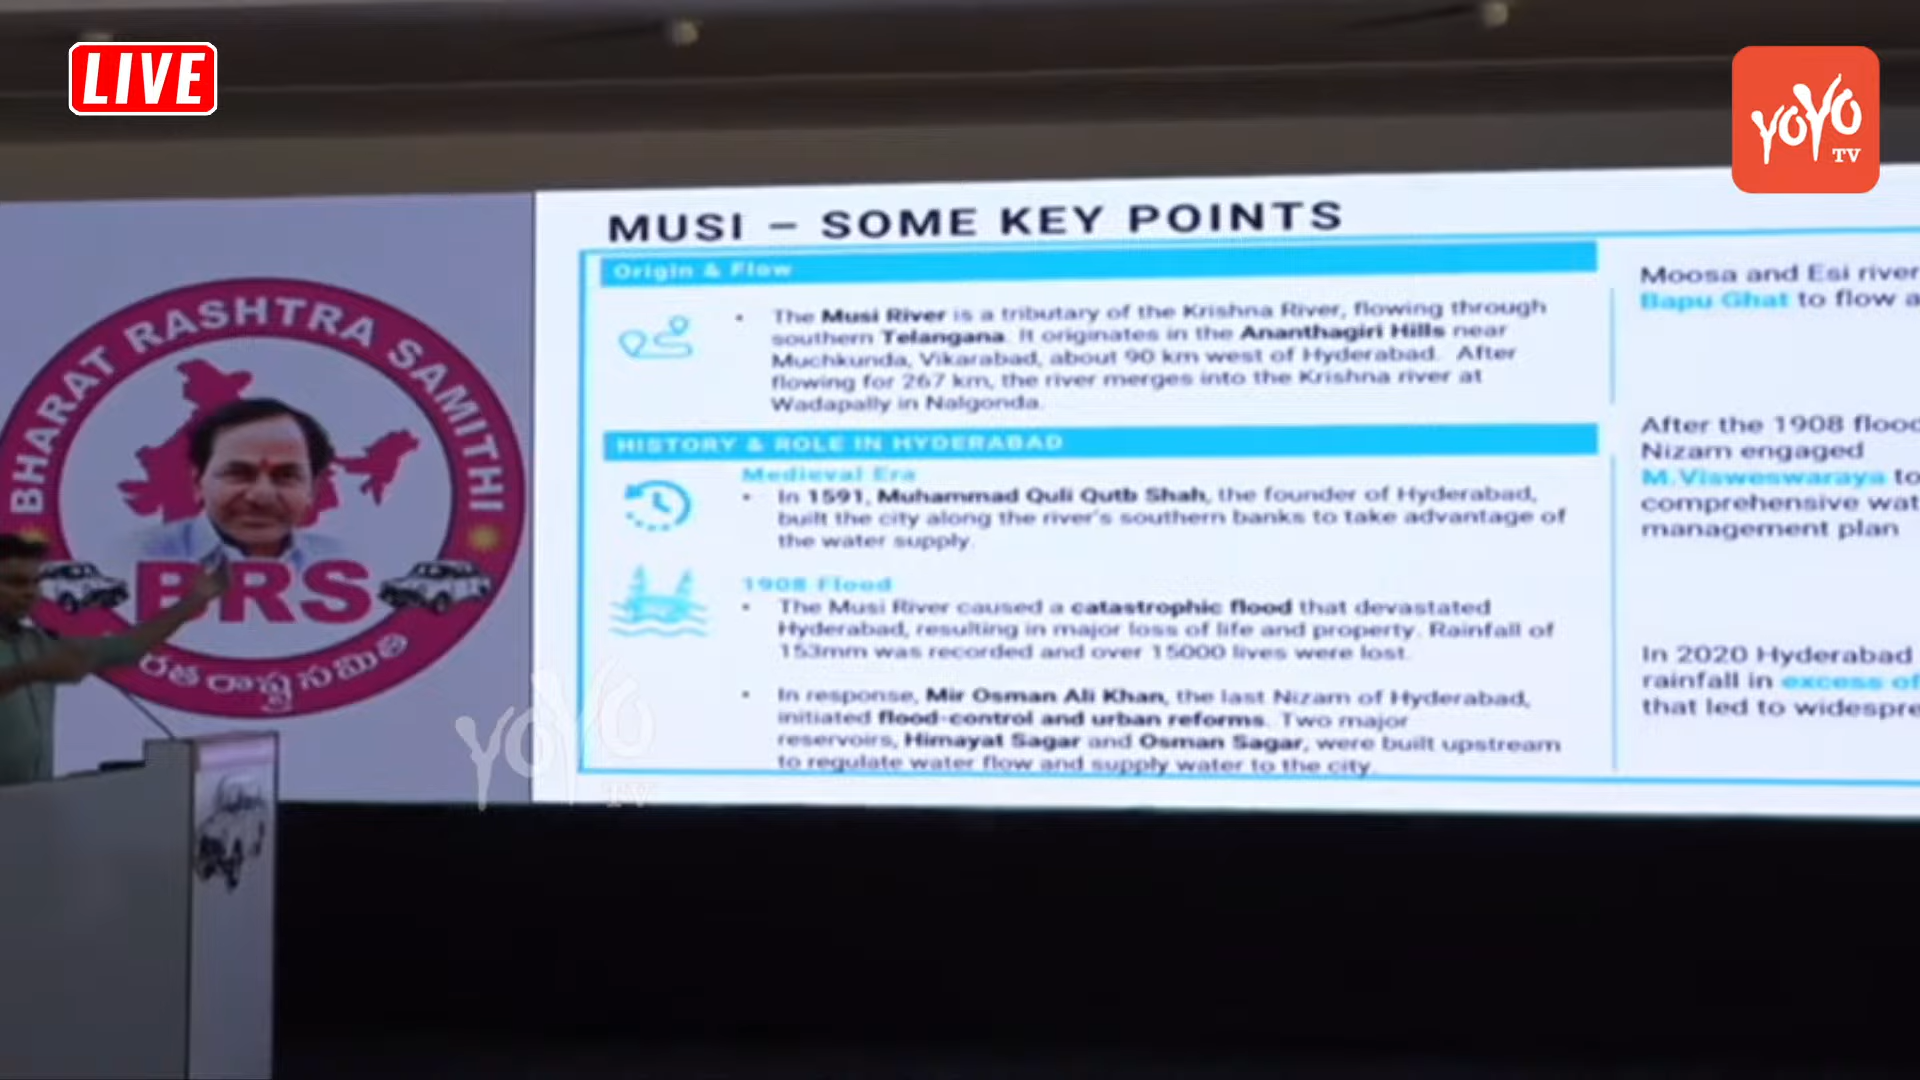 LIVE
YOYO
TV
BHARAT RASHTRA SAMITHI
BRS
రత రాష్ట్ర సమితి
MUSI – SOME KEY POINTS
Origin & Flow
• The Musi River is a tributary of the Krishna River, flowing through
southern Telangana. It originates in the Ananthagiri Hills near
Muchkunda, Vikarabad, about 90 km west of Hyderabad. After
flowing for 267 km, the river merges into the Krishna river at
Wadapally in Nalgonda.
HISTORY & ROLE IN HYDERABAD
Medieval Era
• In 1591, Muhammad Quli Qutb Shah, the founder of Hyderabad,
built the city along the river's southern banks to take advantage of
the water supply.
1908 Flood
• The Musi River caused a catastrophic flood that devastated
Hyderabad, resulting in major loss of life and property. Rainfall of
153mm was recorded and over 15000 lives were lost.
• In response, Mir Osman Ali Khan, the last Nizam of Hyderabad,
initiated flood-control and urban reforms. Two major
reservoirs, Himayat Sagar and Osman Sagar, were built upstream
to regulate water flow and supply water to the city.
Moosa and Esi river
Bapu Ghat to flow a
After the 1908 flood
Nizam engaged
M.Visweswaraya to
comprehensive wat
management plan
In 2020 Hyderabad
rainfall in excess of
that led to widespre
YOYO
TV